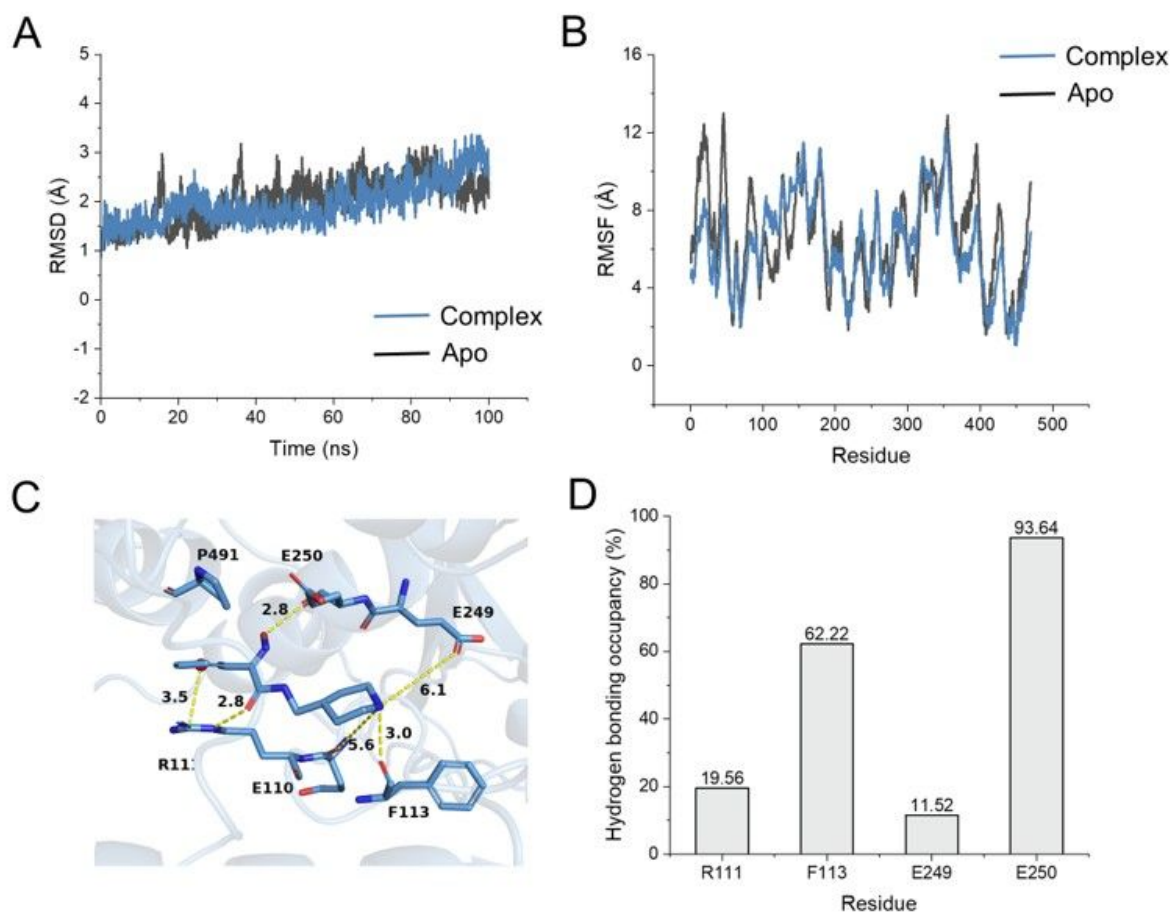 A
5
4
3
2
1
0
-1
-2
RMSD (Å)
0
20
40
60
80
100
Time (ns)
Complex
Apo
B
16
12
8
4
0
RMSF (Å)
0
100
200
300
400
500
Residue
Complex
Apo
C
P491
E250
2.8
E249
6.1
3.5
2.8
5.6
3.0
R111
E110
F113
D
100
80
60
40
20
0
Hydrogen bonding occupancy (%)
19.56
62.22
11.52
93.64
R111
F113
E249
E250
Residue